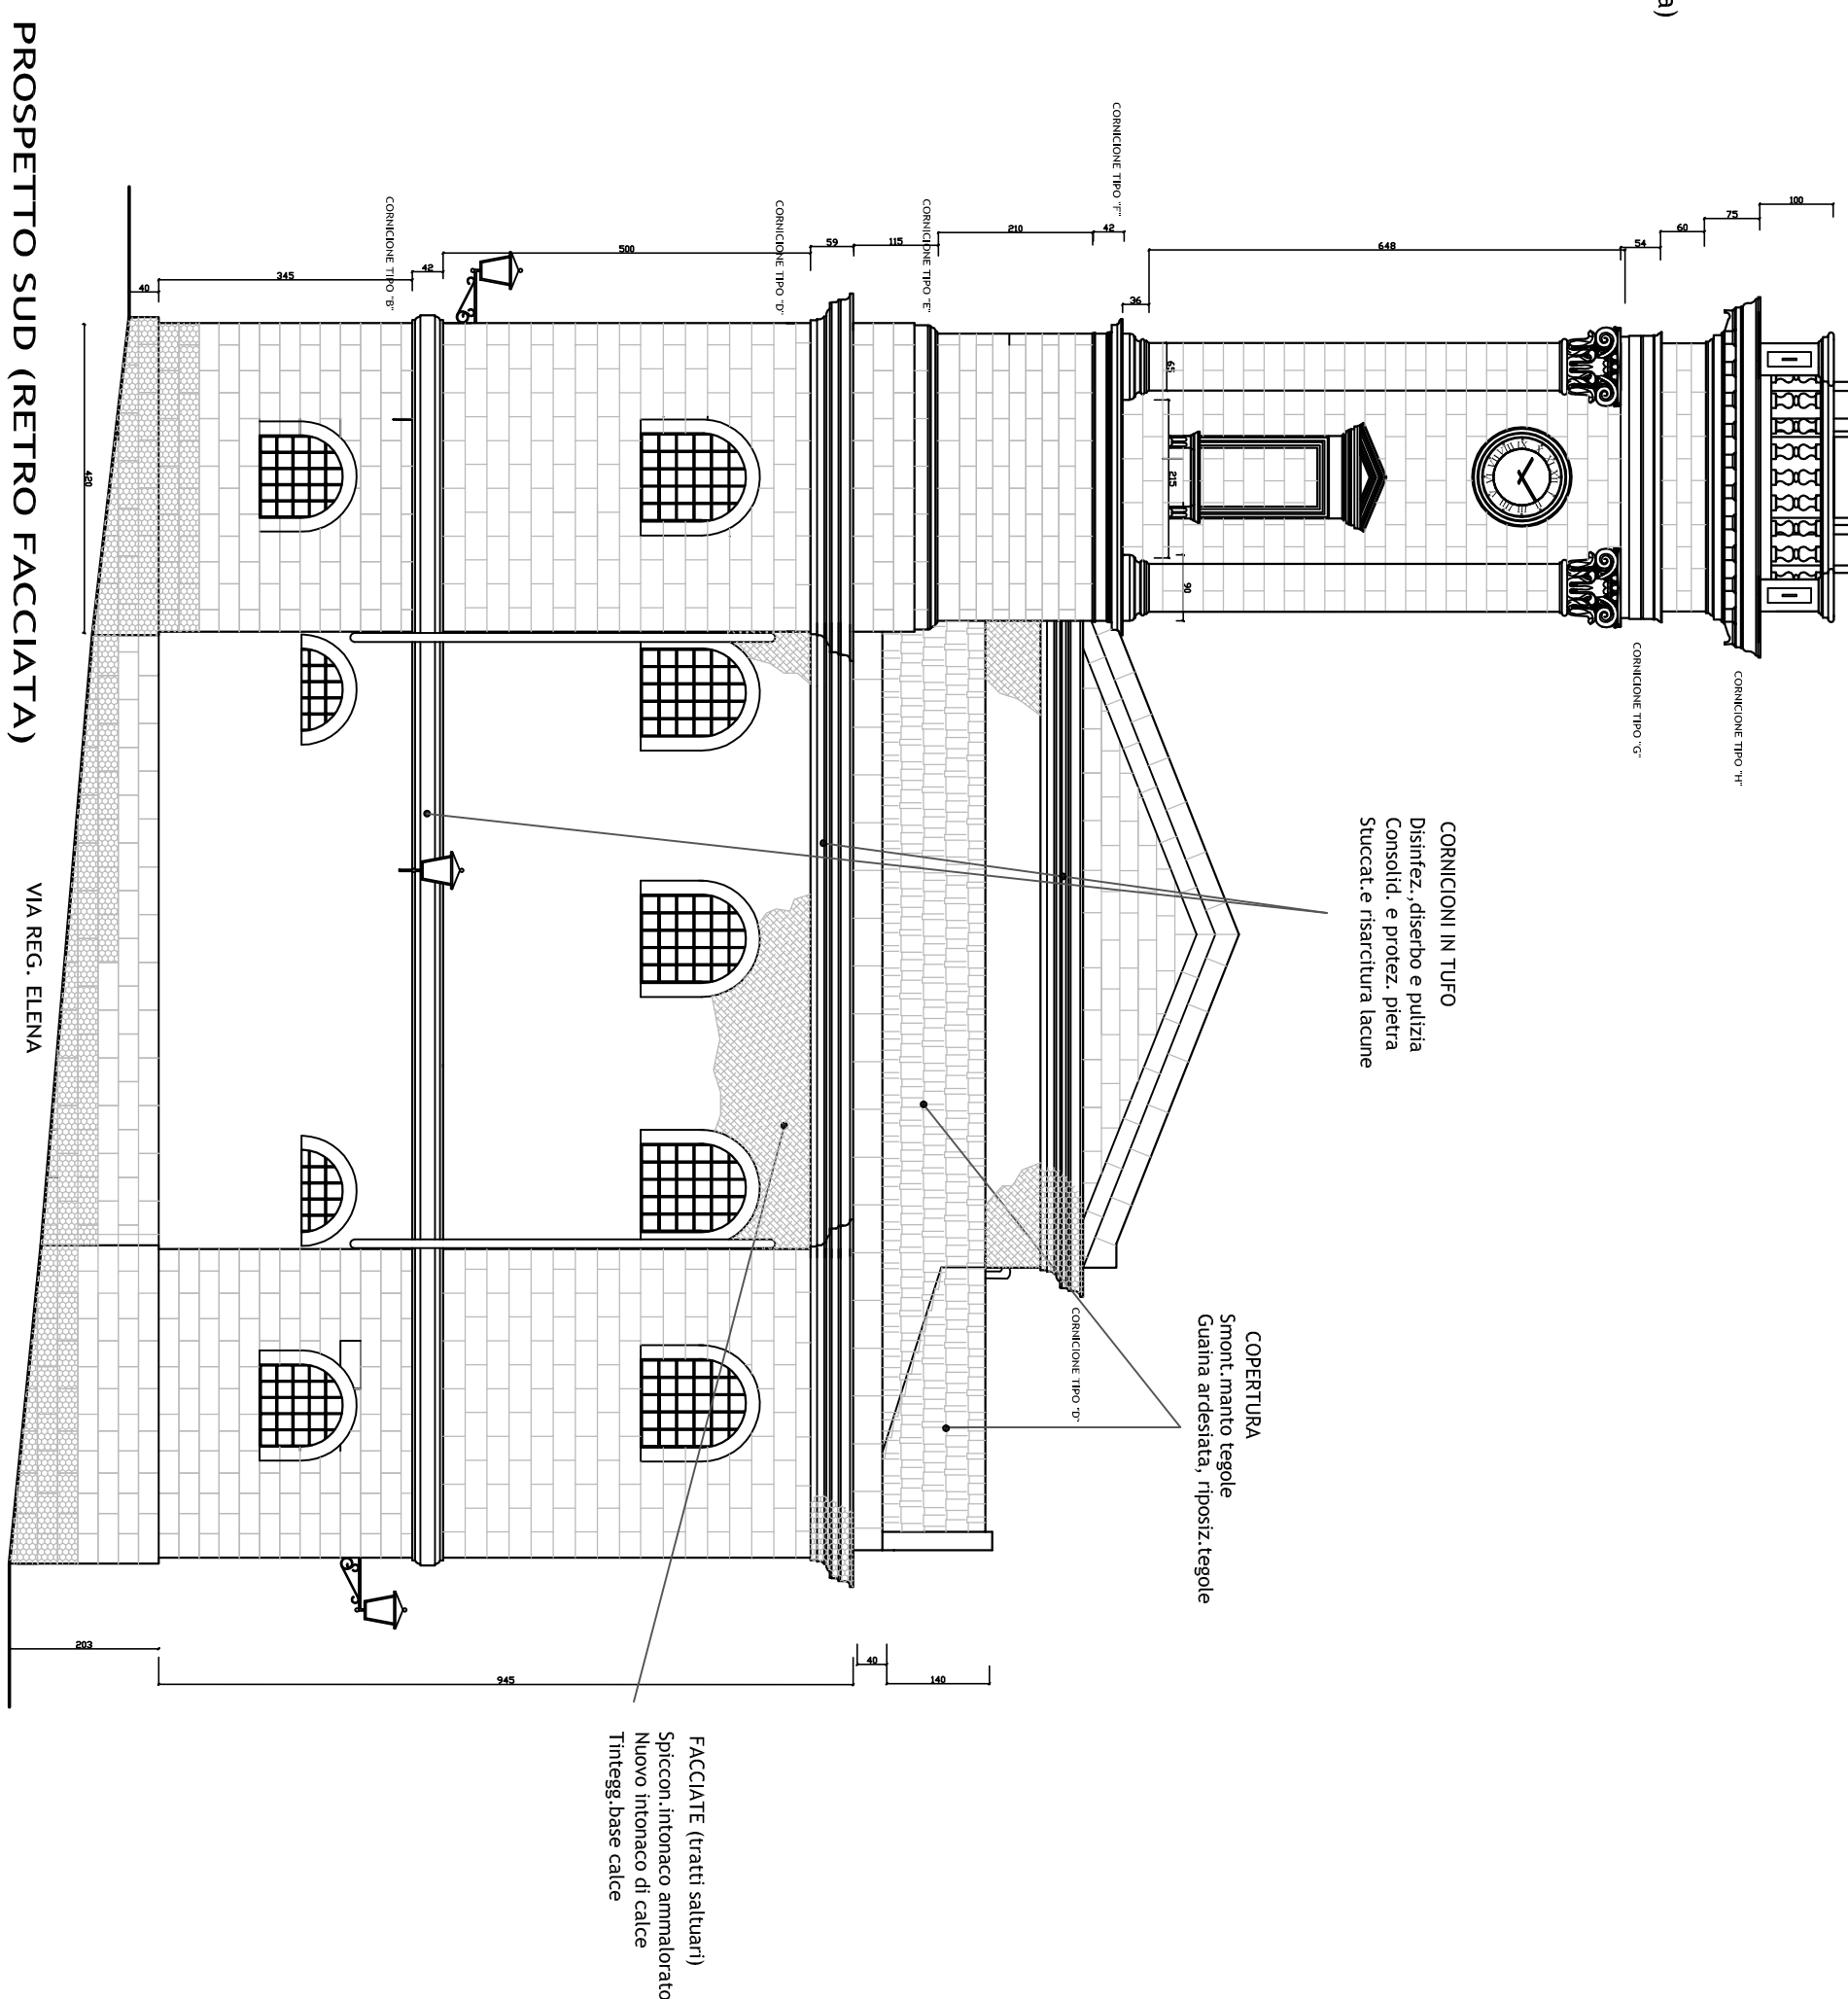 a)
100
75
60
54
648
36
42
210
115
59
500
42
345
40
CORNICIONE TIPO "H"
CORNICIONE TIPO "G"
CORNICIONE TIPO "F"
CORNICIONE TIPO "E"
CORNICIONE TIPO "D"
CORNICIONE TIPO "B"
65
215
90
CORNICIONI IN TUFO
Disinfez.,diserbo e pulizia
Consolid. e protez. pietra
Stuccat.e risarcitura lacune
COPERTURA
Smont.manto tegole
Guaina ardesiata, riposiz.tegole
CORNICIONE TIPO "D"
140
40
945
203
420
FACCIATE (tratti saltuari)
Spiccon.intonaco ammalorato
Nuovo intonaco di calce
Tintegg.base calce
VIA REG. ELENA
PROSPETTO SUD (RETRO FACCIATA)